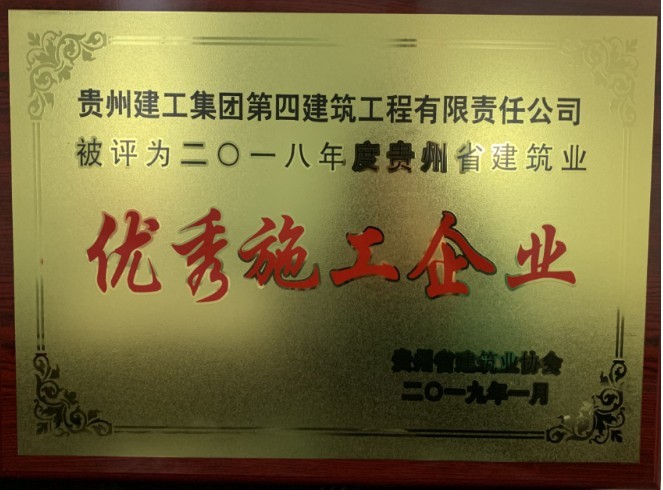 贵州建工集团第四建筑工程有限责任公司
被评为二〇一八年度贵州省建筑业
优秀施工企业
贵州省建筑业协会
二〇一九年一月